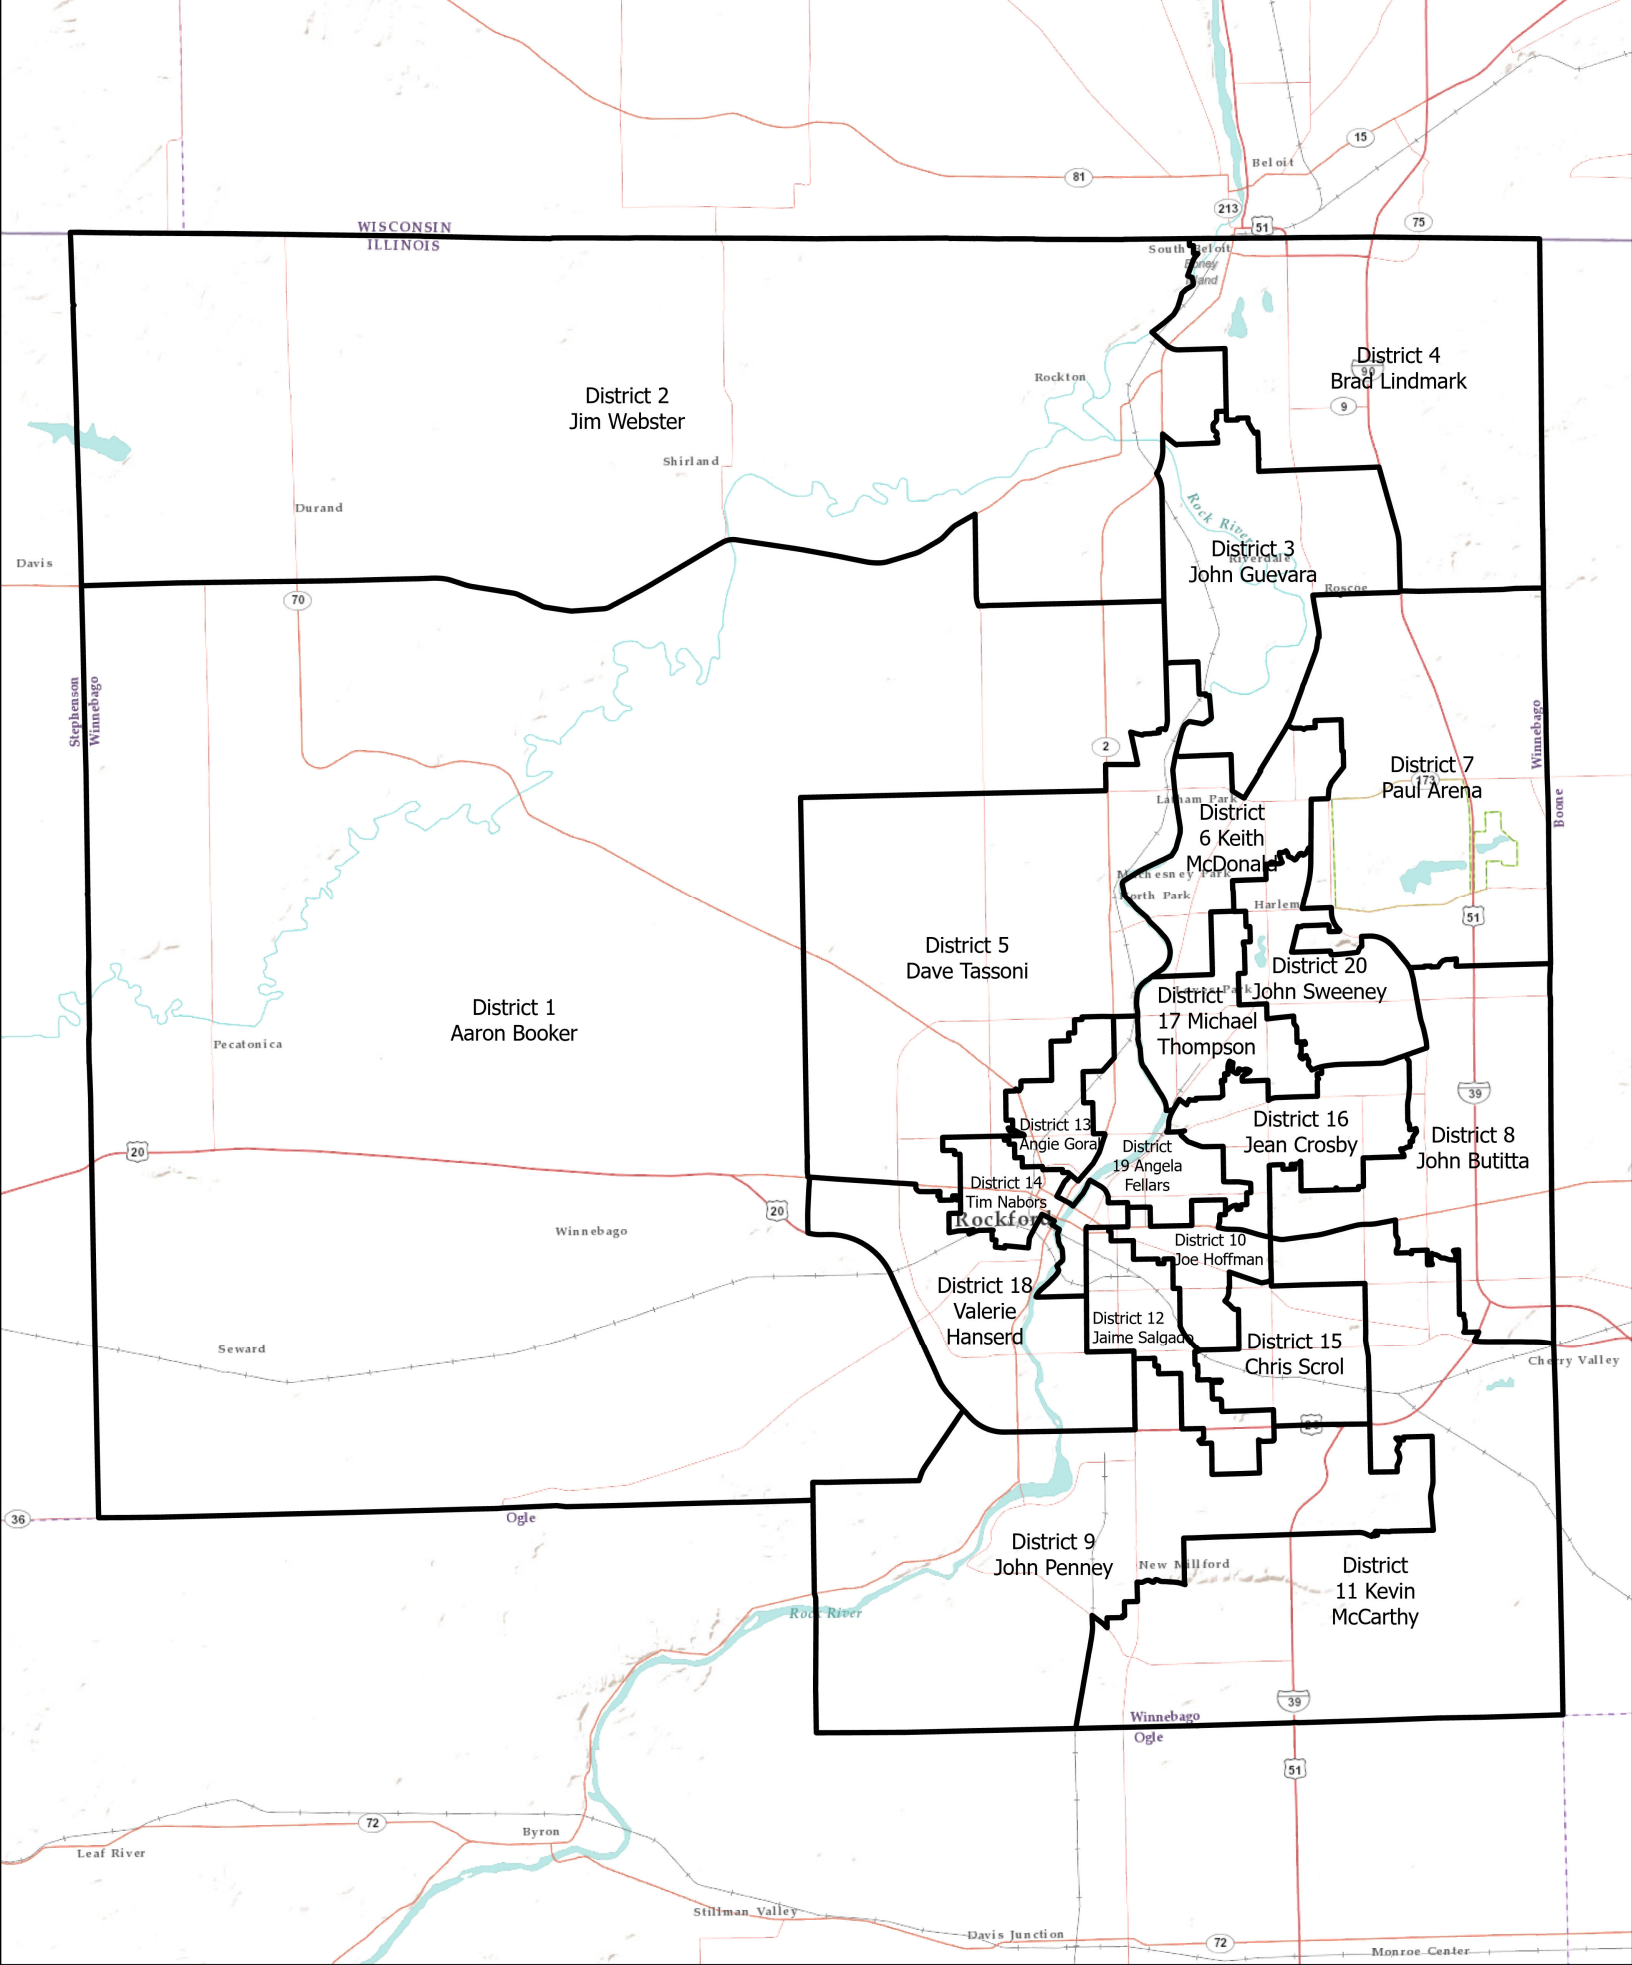 15
Beloit
81
213
51
75
WISCONSIN
ILLINOIS
South Beloit
District 4
Brad Lindmark
90
9
Rockton
District 2
Jim Webster
Shirland
Durand
Rock River
District 3
John Guevara
Riverdale
Roscoe
Davis
70
Stephenson
Winnebago
Winnebago
Boone
2
District 7
173
Paul Arena
Latham Park
District
6 Keith
McDonald
Machesney Park
North Park
Harlem
51
District 5
Dave Tassoni
District 20
John Sweeney
Loves Park
District
17 Michael
Thompson
District 1
Aaron Booker
Pecatonica
39
20
District 13
Angie Goral
District
19 Angela
Fellars
District 16
Jean Crosby
District 8
John Butitta
District 14
Tim Nabors
Rockford
20
Winnebago
District 10
Joe Hoffman
District 18
Valerie
Hanserd
District 12
Jaime Salgado
District 15
Chris Scrol
Seward
Cherry Valley
20
36
Ogle
District 9
John Penney
New Millford
District
11 Kevin
McCarthy
Rock River
39
Winnebago
Ogle
51
72
Byron
Leaf River
Stillman Valley
Davis Junction
72
Monroe Center